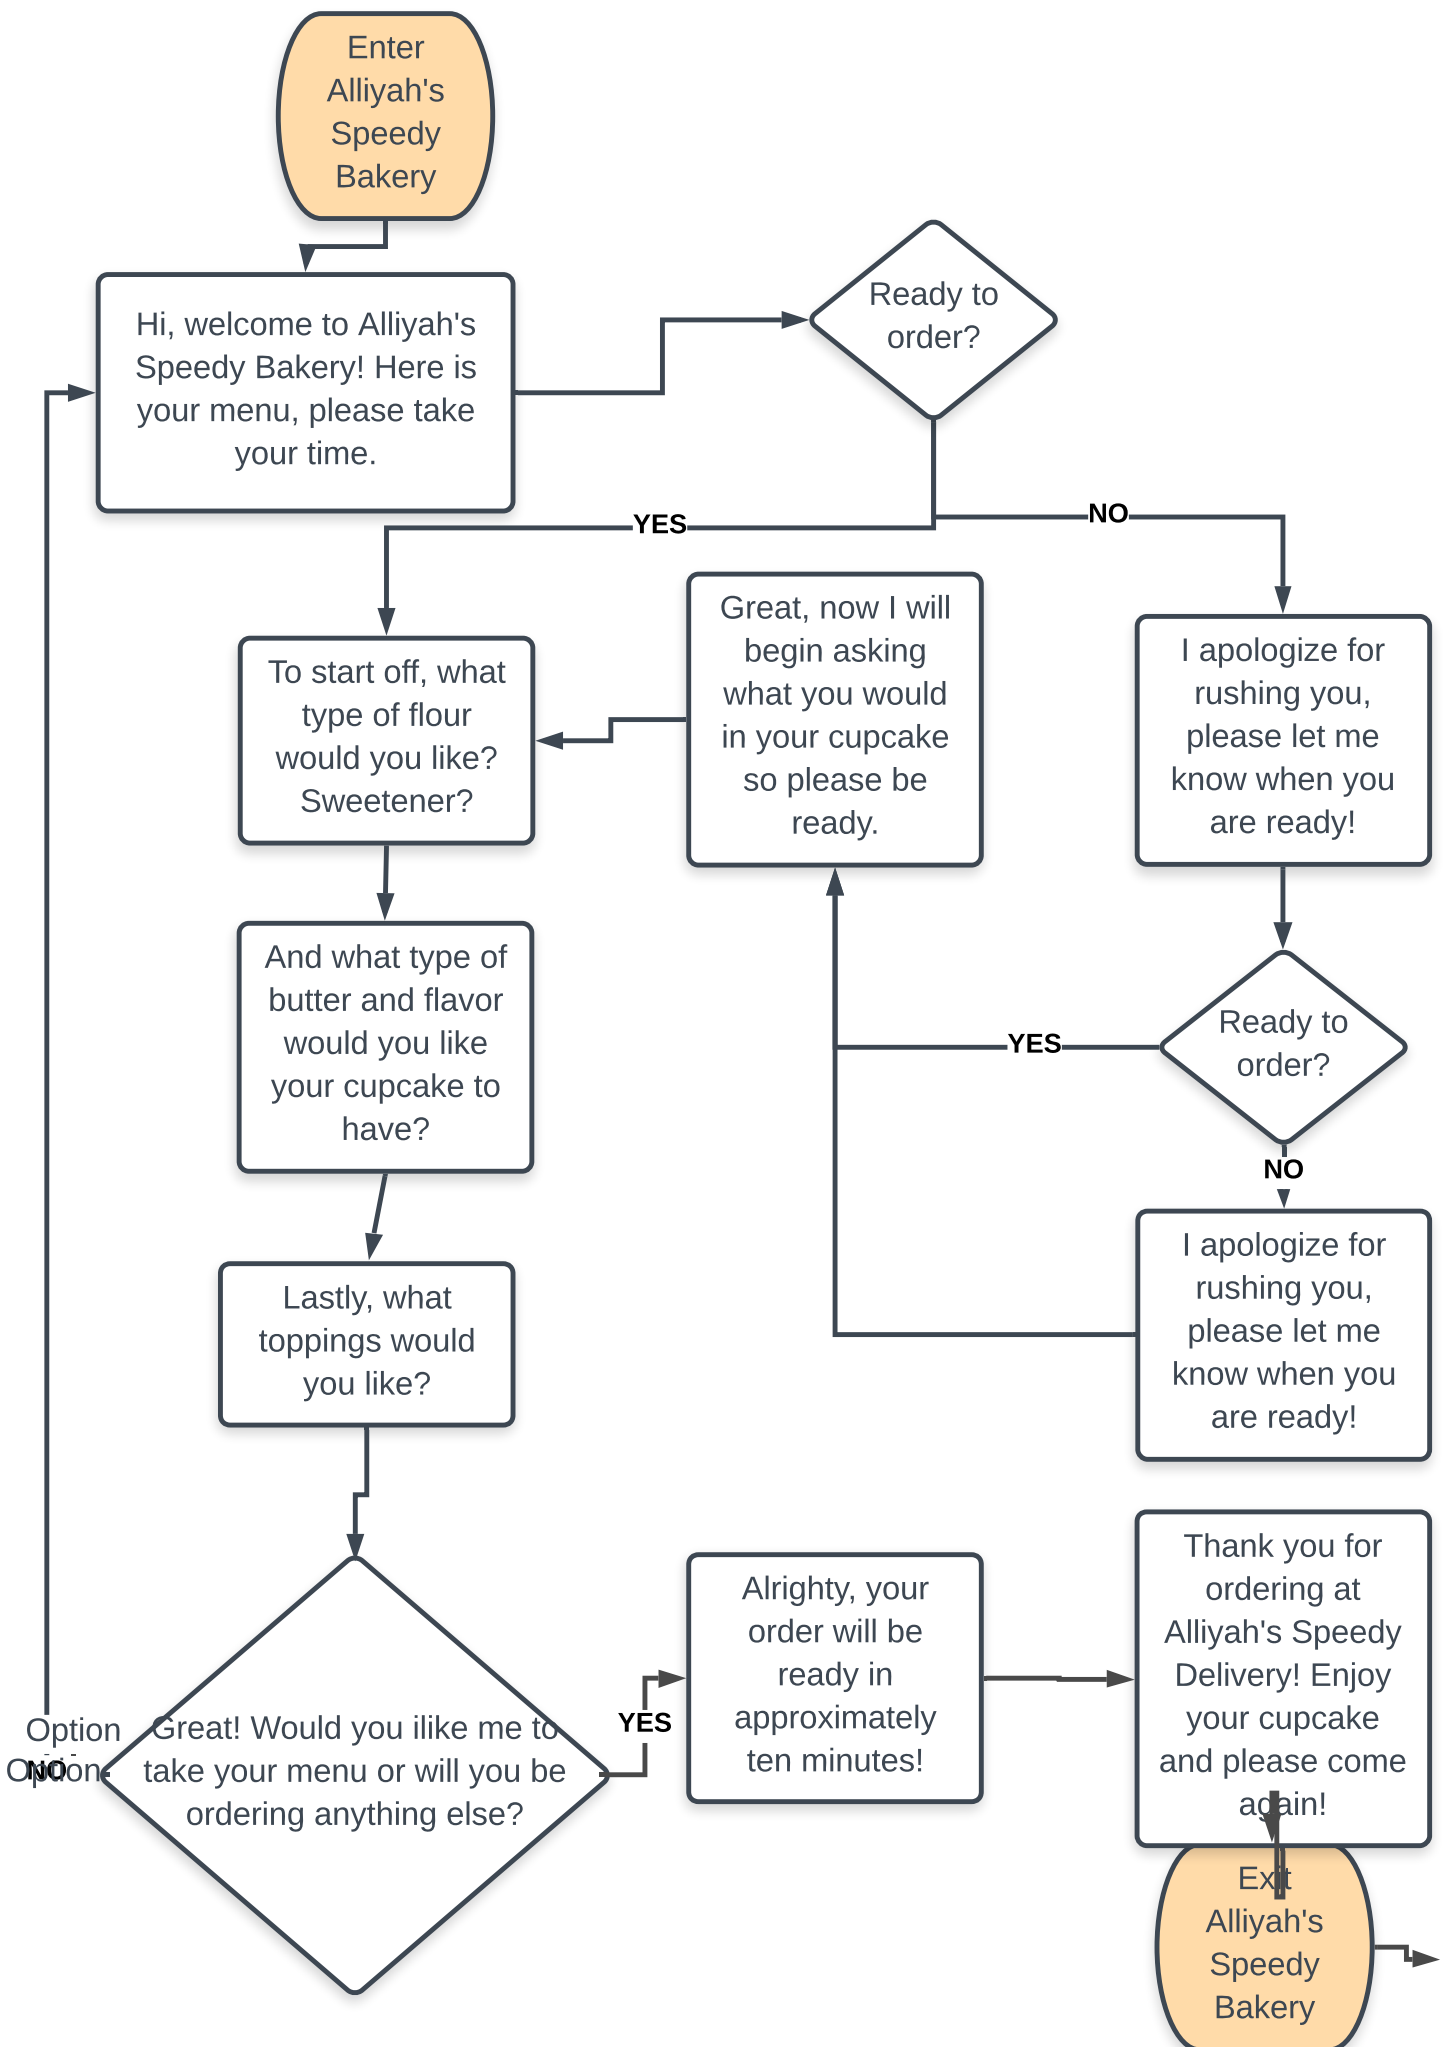 Enter
Alliyah's
Speedy
Bakery
Hi, welcome to Alliyah's
Speedy Bakery! Here is
your menu, please take
your time.
Ready to
order?
YES
NO
To start off, what
type of flour
would you like?
Sweetener?
Great, now I will
begin asking
what you would
in your cupcake
so please be
ready.
I apologize for
rushing you,
please let me
know when you
are ready!
And what type of
butter and flavor
would you like
your cupcake to
have?
Ready to
order?
YES
NO
Lastly, what
toppings would
you like?
I apologize for
rushing you,
please let me
know when you
are ready!
Great! Would you ilike me to
take your menu or will you be
ordering anything else?
Option
Option
NO
YES
Alrighty, your
order will be
ready in
approximately
ten minutes!
Thank you for
ordering at
Alliyah's Speedy
Delivery! Enjoy
your cupcake
and please come
again!
Exit
Alliyah's
Speedy
Bakery